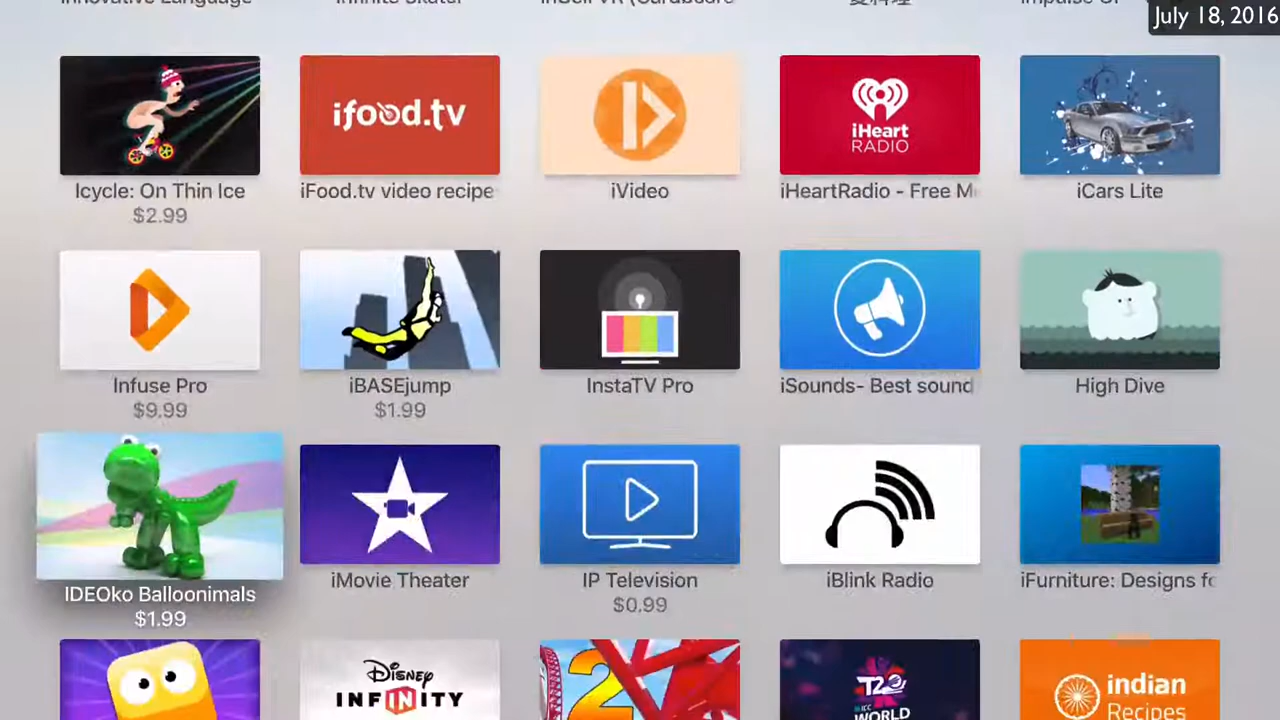 July 18, 2016
ifood.tv
iHeart
RADIO
Icycle: On Thin Ice
iFood.tv video recipe
iVideo
iHeartRadio - Free M
iCars Lite
$2.99
Infuse Pro
iBASEjump
InstaTV Pro
iSounds- Best sound
High Dive
$9.99
$1.99
IDEOko Balloonimals
iMovie Theater
IP Television
iBlink Radio
iFurniture: Designs fo
$1.99
$0.99
Disney
INFINITY
2
T20
ICC
WORLD
indian
Recipes